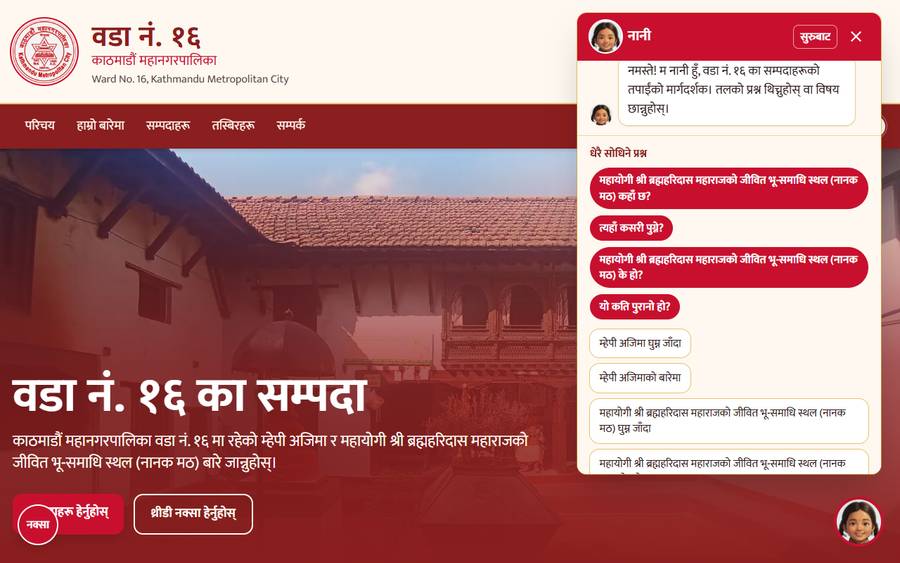 वडा नं. १६
काठमाडौं महानगरपालिका
Ward No. 16, Kathmandu Metropolitan City
परिचय
हाम्रो बारेमा
सम्पदाहरू
तस्बिरहरू
सम्पर्क
वडा नं. १६ का सम्पदा
काठमाडौं महानगरपालिका वडा नं. १६ मा रहेको म्हेपी अजिमा र महायोगी श्री ब्रह्महरिदास महाराजको
जीवित भू-समाधि स्थल (नानक मठ) बारे जान्नुहोस्।
हरू हेर्नुहोस्
थ्रीडी नक्सा हेर्नुहोस्
नक्सा
नानी
सुरुबाट
नमस्ते! म नानी हुँ, वडा नं. १६ का सम्पदाहरूको
तपाईंको मार्गदर्शक। तलको प्रश्न थिच्नुहोस् वा विषय
छान्नुहोस्।
धेरै सोधिने प्रश्न
महायोगी श्री ब्रह्महरिदास महाराजको जीवित भू-समाधि स्थल (नानक
मठ) कहाँ छ?
त्यहाँ कसरी पुग्ने?
महायोगी श्री ब्रह्महरिदास महाराजको जीवित भू-समाधि स्थल (नानक
मठ) के हो?
यो कति पुरानो हो?
म्हेपी अजिमा घुम्न जाँदा
म्हेपी अजिमाको बारेमा
महायोगी श्री ब्रह्महरिदास महाराजको जीवित भू-समाधि स्थल (नानक
मठ) घुम्न जाँदा
महायोगी श्री ब्रह्महरिदास महाराजको जीवित भू-समाधि स्थल (नानक